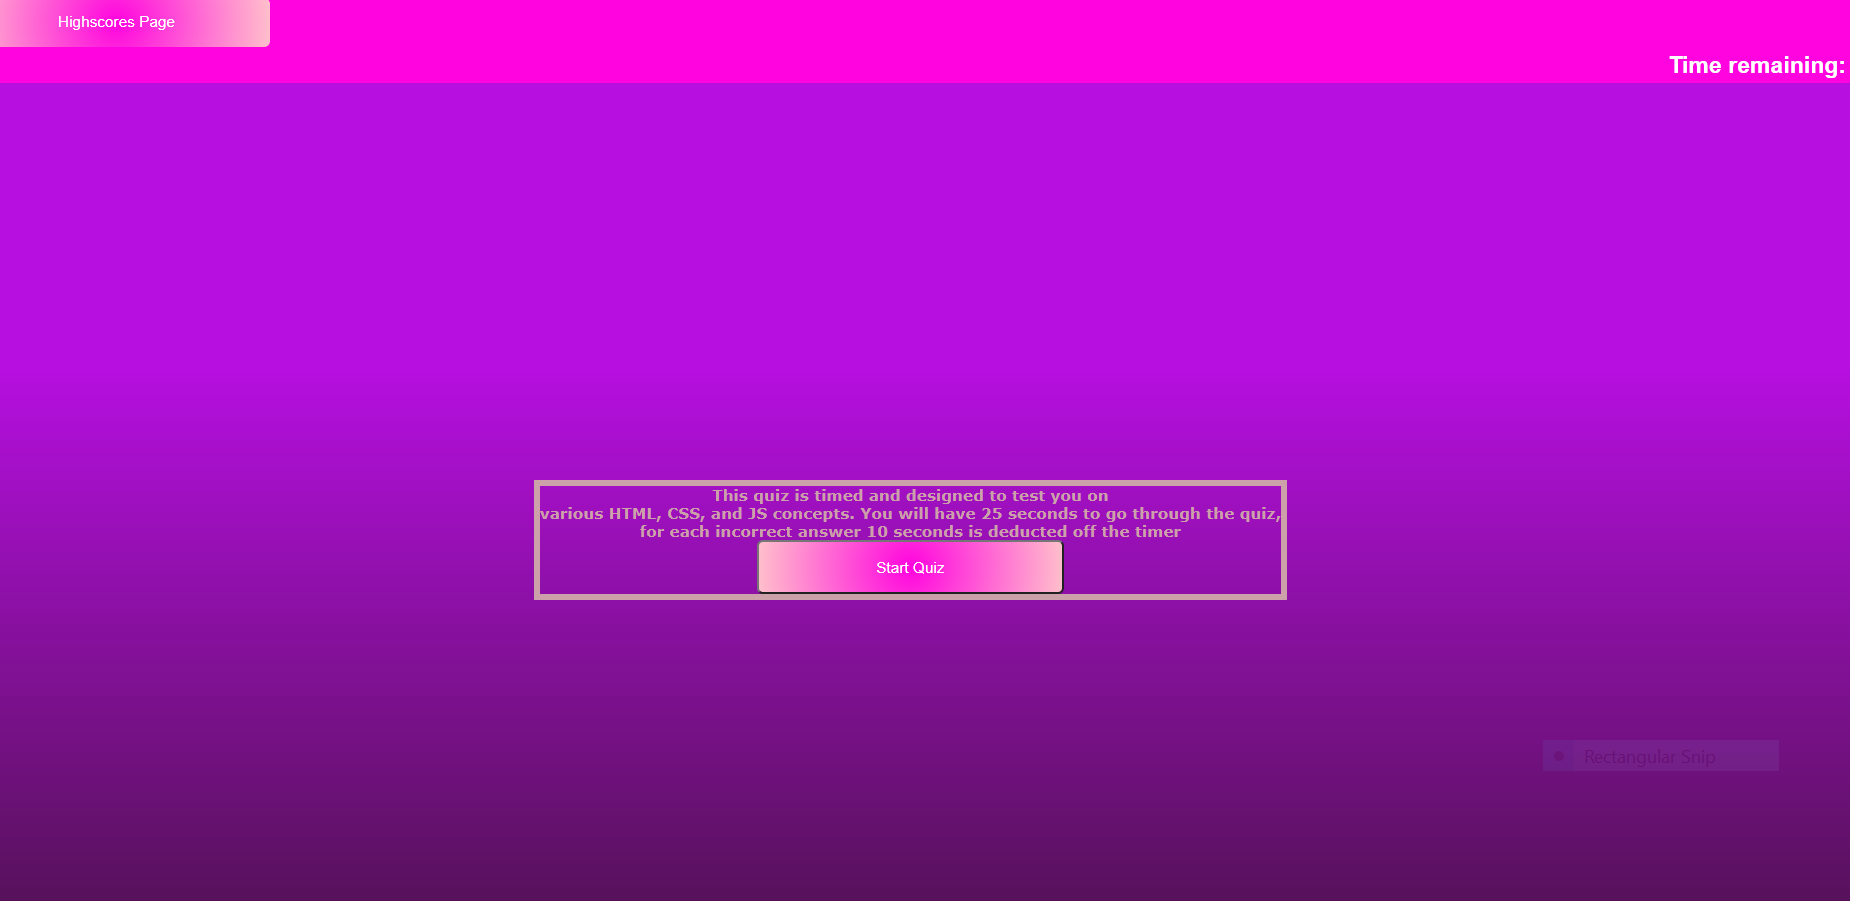 Highscores Page
Time remaining:
This quiz is timed and designed to test you on
various HTML, CSS, and JS concepts. You will have 25 seconds to go through the quiz,
for each incorrect answer 10 seconds is deducted off the timer
Start Quiz
Rectangular Snip